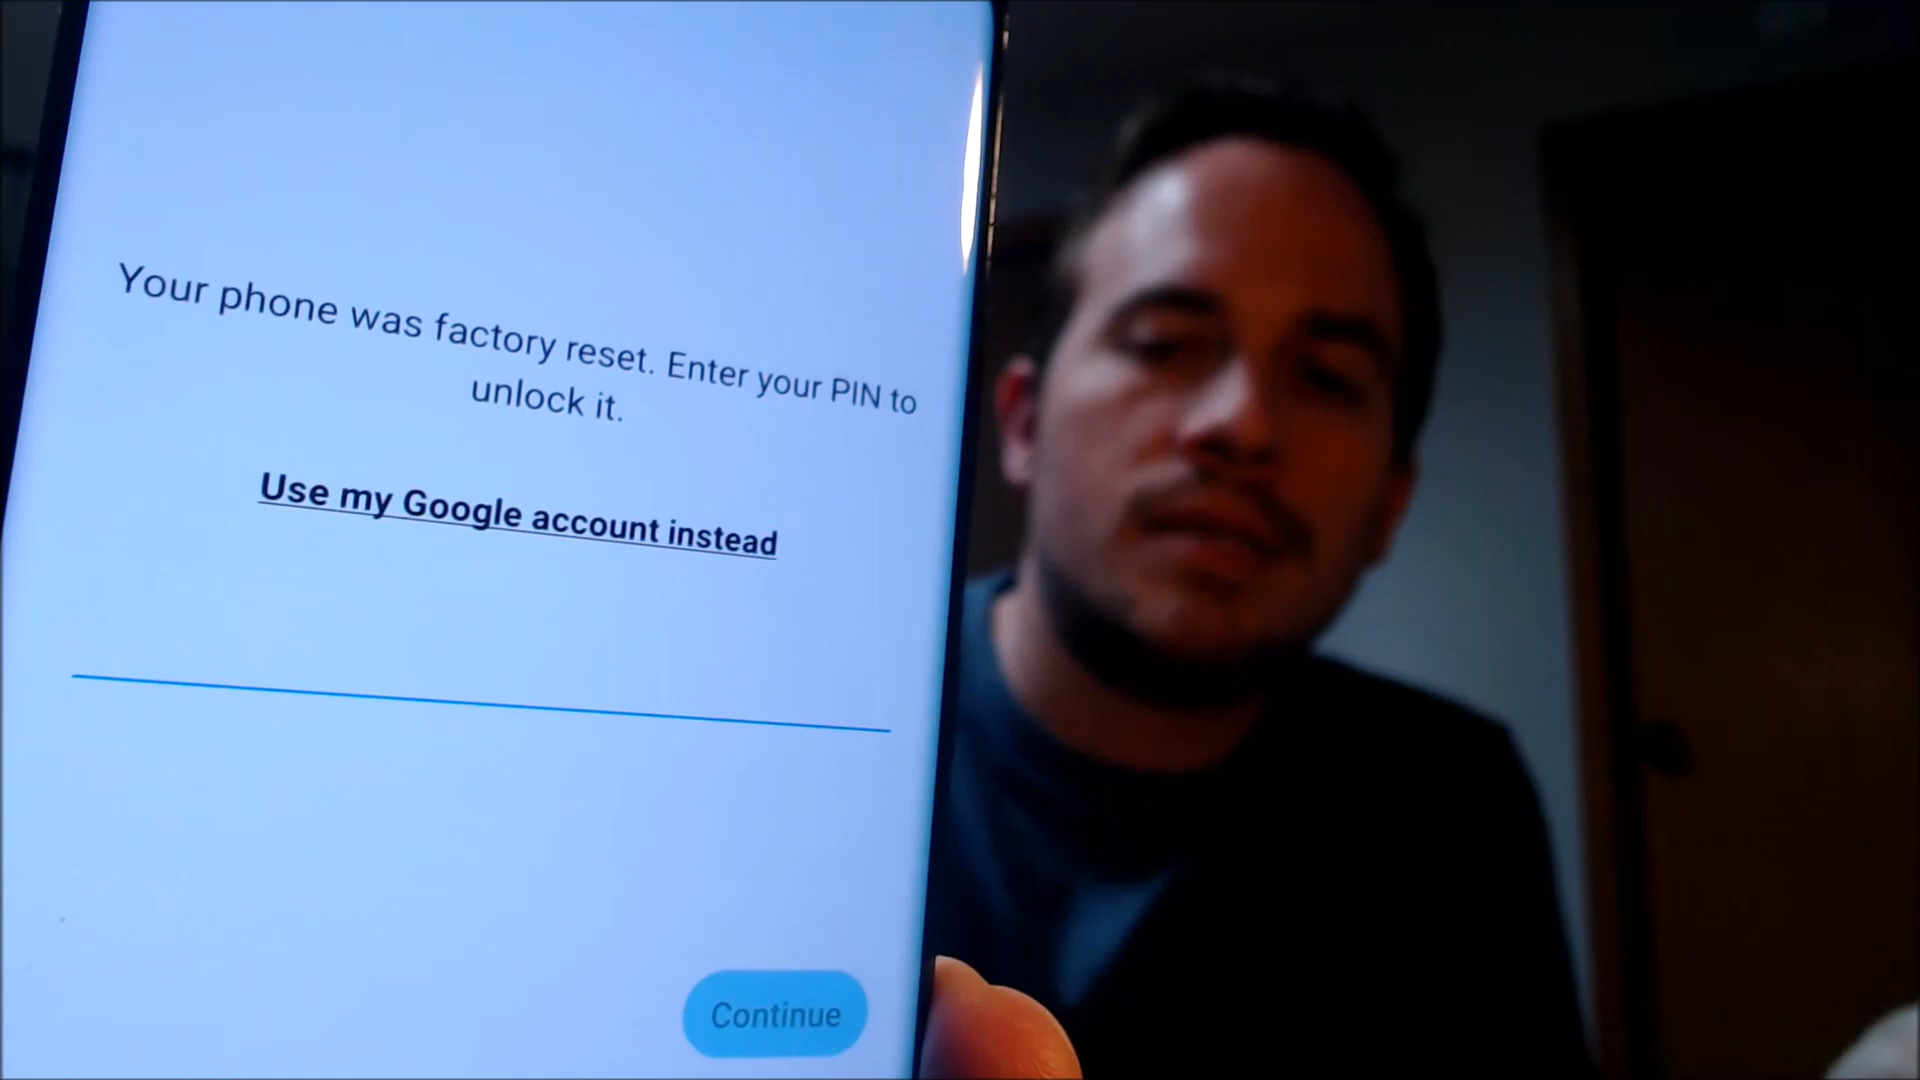 Your phone was factory reset. Enter your PIN to
unlock it.
Use my Google account instead
Continue